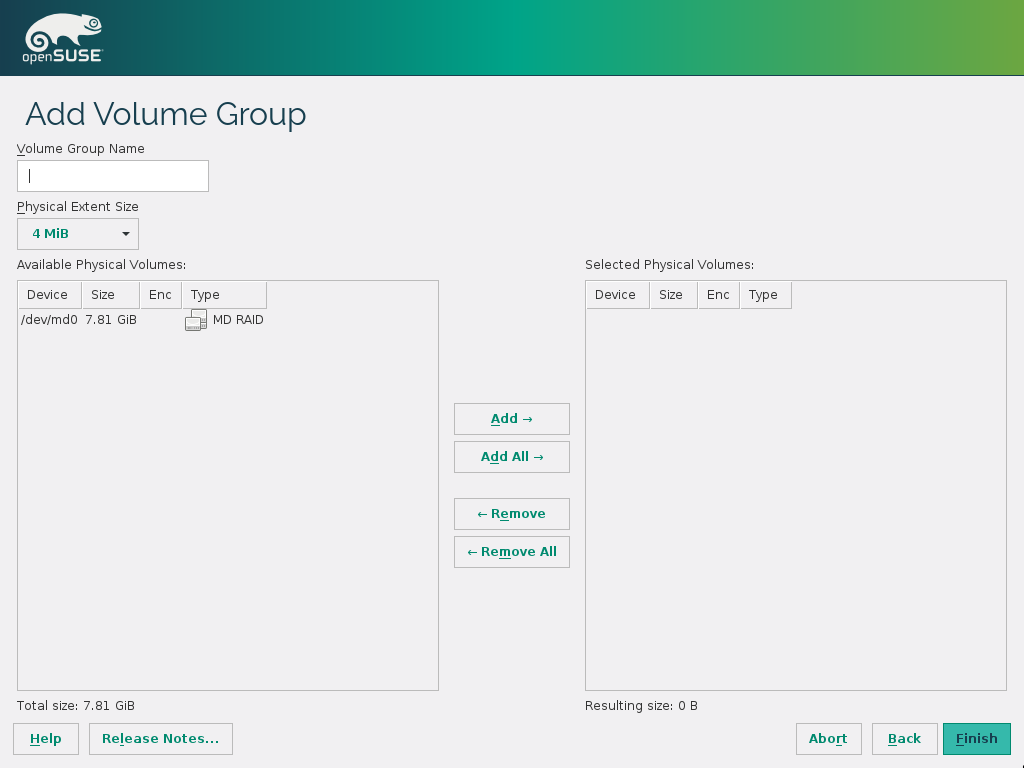 openSUSE
Add Volume Group
Volume Group Name
Physical Extent Size
4 MiB
Available Physical Volumes:
Device Size Enc Type
/dev/md0 7.81 GiB MD RAID
Total size: 7.81 GiB
Add →
Add All →
← Remove
← Remove All
Selected Physical Volumes:
Device Size Enc Type
Resulting size: 0 B
Help Release Notes... Abort Back Finish